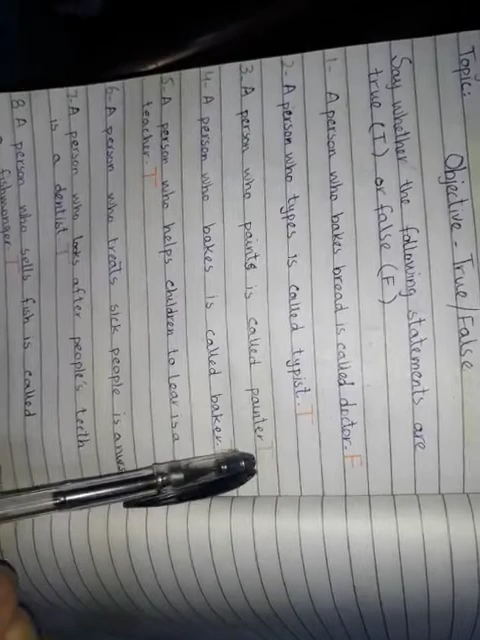 Topic: Objective - True/False
Say whether the following statements are
true (T) or false (F)
1- A person who bakes bread is called doctor. F
2- A person who types is called typist. T
3. A person who paints is called painter T
4- A person who bakes is called baker.
5- A person who helps children to lear is a
teacher. T
6- A person who treats sick people is a
7- A person who looks after people's teeth
is a dentist T
8 A person who sells fish is called
fishmonger. T